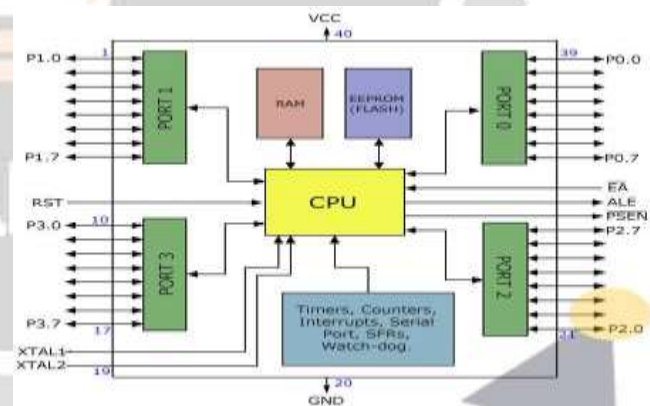 VCC
40
1
39
P1.0
P0.0
PORT 1
RAM
EEPROM
(FLASH)
PORT 0
P1.7
P0.7
EA
RST
CPU
ALE
PSEN
P3.0
10
P2.7
PORT 3
PORT 2
Timers, Counters,
Interrupts, Serial
Port, SFRs,
Watch-dog.
P3.7
17
21
P2.0
XTAL1
XTAL2
19
20
GND